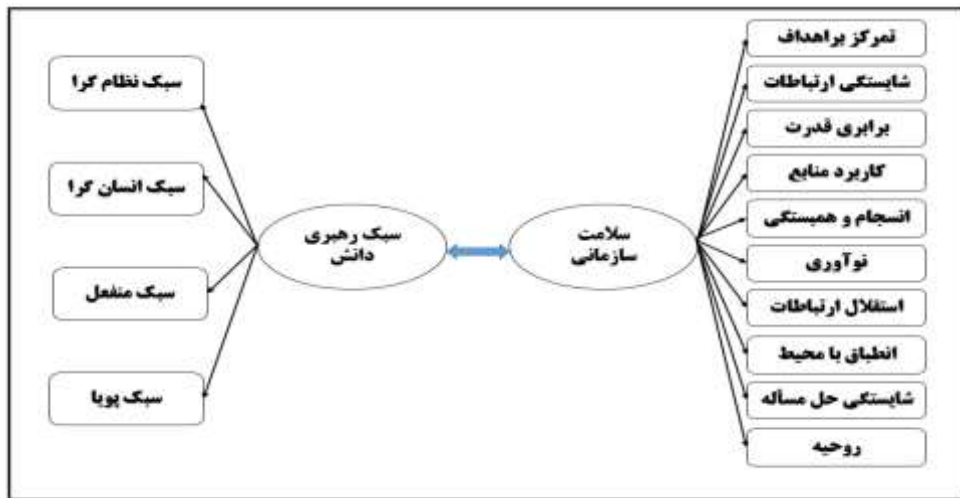 تمرکز براهداف
شایستگی ارتباطات
برابری قدرت
کاربرد منابع
انسجام و همبستگی
نوآوری
استقلال ارتباطات
انطباق با محیط
شایستگی حل مسأله
روحیه
سلامت
سازمانی
سبک رهبری
دانش
سبک نظام گرا
سبک انسان گرا
سبک منفعل
سبک پویا